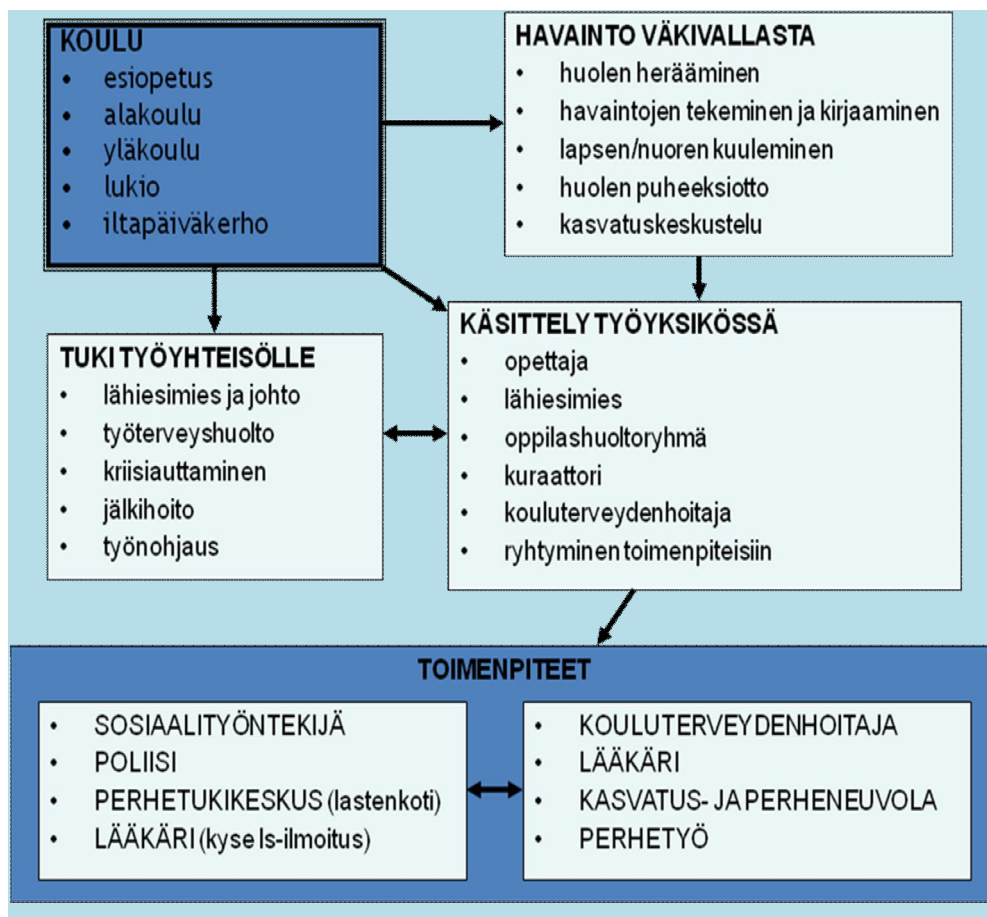 KOULU
• esiopetus
• alakoulu
• yläkoulu
• lukio
• iltapäiväkerho
HAVAINTO VÄKIVALLASTA
• huolen herääminen
• havaintojen tekeminen ja kirjaaminen
• lapsen/nuoren kuuleminen
• huolen puheeksiotto
• kasvatuskeskustelu
TUKI TYÖYHTEISÖLLE
• lähiesimies ja johto
• työterveyshuolto
• kriisiauttaminen
• jälkihoito
• työnohjaus
KÄSITTELY TYÖYKSIKÖSSÄ
• opettaja
• lähiesimies
• oppilashuoltoryhmä
• kuraattori
• kouluterveydenhoitaja
• ryhtyminen toimenpiteisiin
TOIMENPITEET
• SOSIAALITYÖNTEKIJÄ
• POLIISI
• PERHETUKIKESKUS (lastenkoti)
• LÄÄKÄRI (kyse ls-ilmoitus)
• KOULUTERVEYDENHOITAJA
• LÄÄKÄRI
• KASVATUS- JA PERHENEUVOLA
• PERHETYÖ